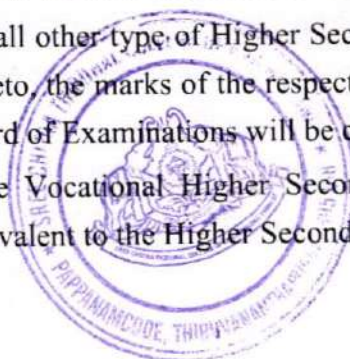 all other type of Higher Sec
eto, the marks of the respect
rd of Examinations will be c
e Vocational Higher Secon
ivalent to the Higher Second
PAPPANAMCODE,